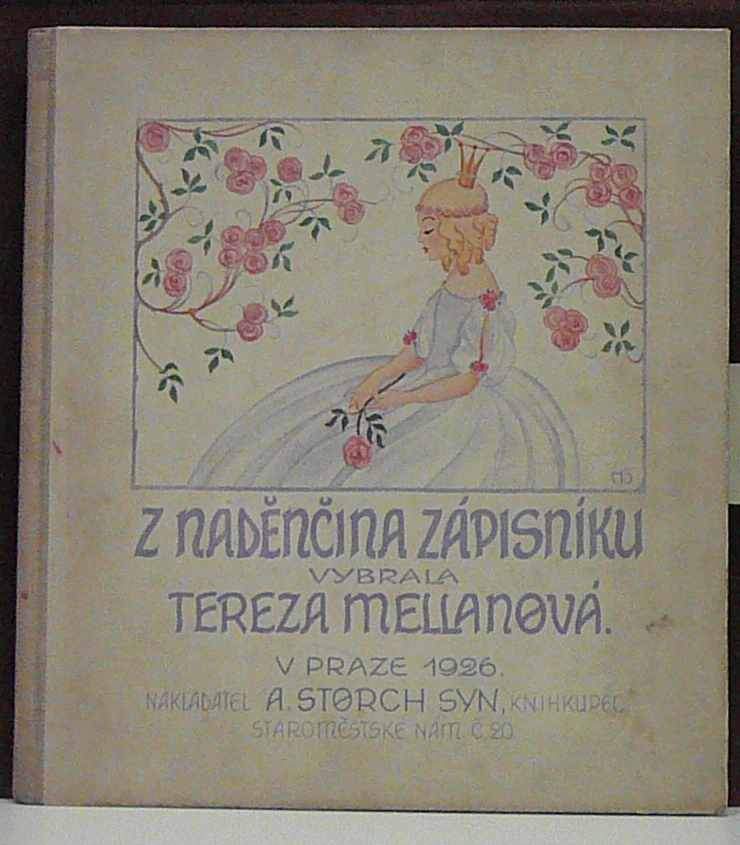 Z NADĚNČINA ZÁPISNÍKU
VYBRALA
TEREZA MELLANOVÁ.
V PRAZE 1926.
NAKLADATEL A. STORCH SYN, KNIHKUPEC,
STAROMĚSTSKÉ NÁM. Č. 20